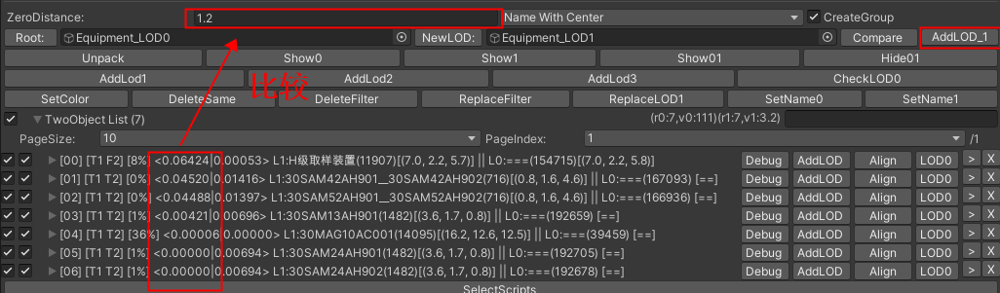 ZeroDistance: 1.2 Name With Center CreateGroup
Root: Equipment_LOD0 NewLOD: Equipment_LOD1 Compare AddLOD_1
Unpack Show0 Show1 Show01 Hide01
AddLod1 AddLod2 AddLod3 CheckLOD0
SetColor DeleteSame DeleteFilter ReplaceFilter ReplaceLOD1 SetName0 SetName1
比较
TwoObject List (7) (r0:7,v0:111)(r1:7,v1:3.2)
PageSize: 10 PageIndex: 1 /1
[00] [T1 F2] [8%] <0.06424|0.00053> L1:H级取样装置(11907)[(7.0, 2.2, 5.7)] || L0:===(154715)[(7.0, 2.2, 5.8)] Debug AddLOD Align LOD0 > X
[01] [T1 T2] [0%] <0.04520|0.01416> L1:30SAM42AH901__30SAM42AH902(716)[(0.8, 1.6, 4.6)] || L0:===(167093) [==] Debug AddLOD Align LOD0 > X
[02] [T1 T2] [0%] <0.04488|0.01397> L1:30SAM52AH901__30SAM52AH902(716)[(0.8, 1.6, 4.6)] || L0:===(166936) [==] Debug AddLOD Align LOD0 > X
[03] [T1 T2] [1%] <0.00421|0.00696> L1:30SAM13AH901(1482)[(3.6, 1.7, 0.8)] || L0:===(192659) [==] Debug AddLOD Align LOD0 > X
[04] [T1 T2] [36%] <0.00006|0.00000> L1:30MAG10AC001(14095)[(16.2, 12.6, 12.5)] || L0:===(39459) [==] Debug AddLOD Align LOD0 > X
[05] [T1 T2] [1%] <0.00000|0.00694> L1:30SAM24AH901(1482)[(3.6, 1.7, 0.8)] || L0:===(192705) [==] Debug AddLOD Align LOD0 > X
[06] [T1 T2] [1%] <0.00000|0.00694> L1:30SAM24AH902(1482)[(3.6, 1.7, 0.8)] || L0:===(192678) [==] Debug AddLOD Align LOD0 > X
SelectScripts